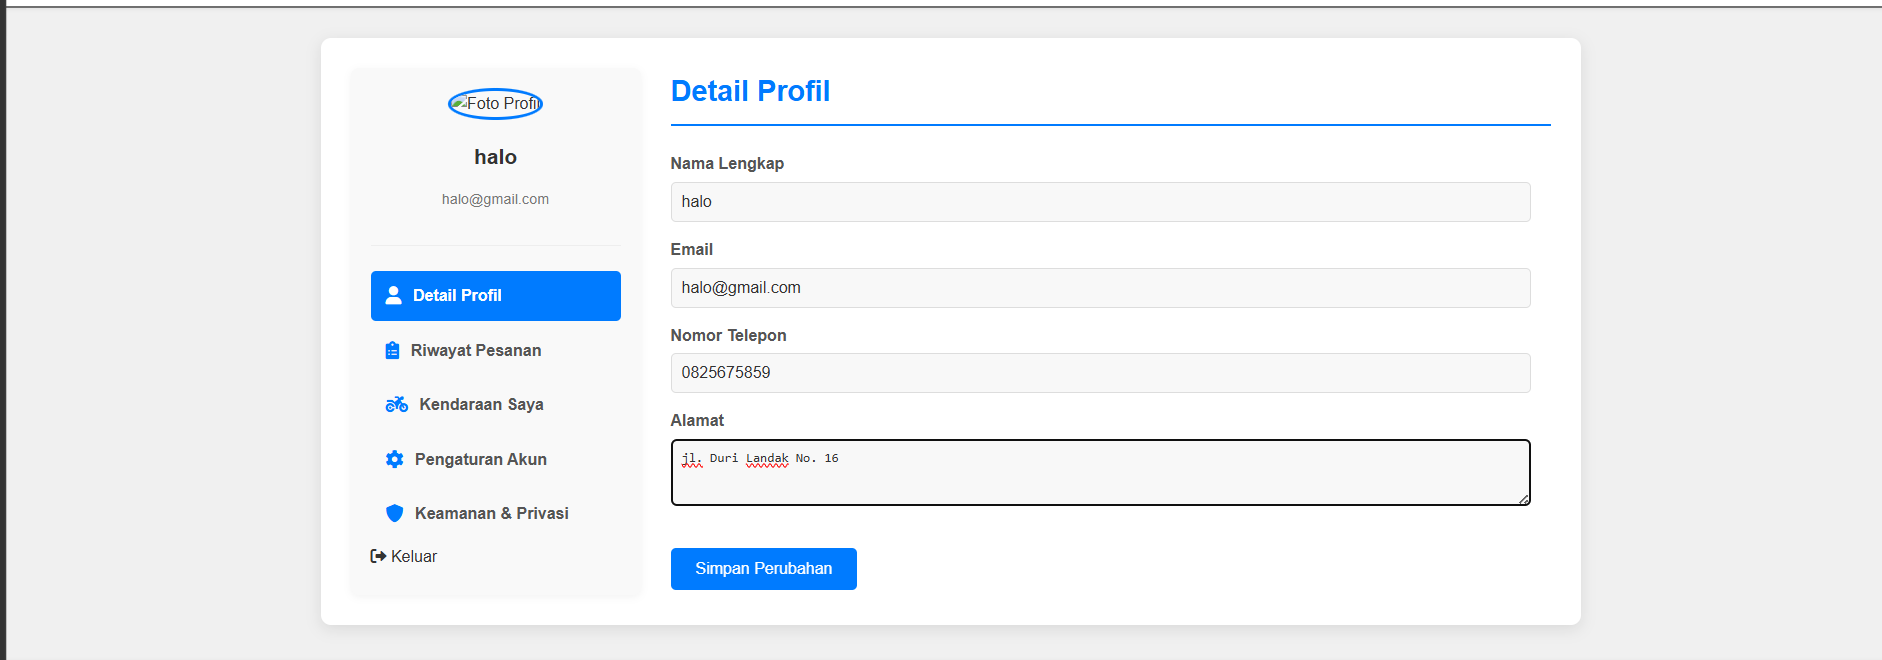 Foto Profil
halo
halo@gmail.com
Detail Profil
Riwayat Pesanan
Kendaraan Saya
Pengaturan Akun
Keamanan & Privasi
Keluar
Detail Profil
Nama Lengkap
halo
Email
halo@gmail.com
Nomor Telepon
0825675859
Alamat
jl. Duri Landak No. 16
Simpan Perubahan